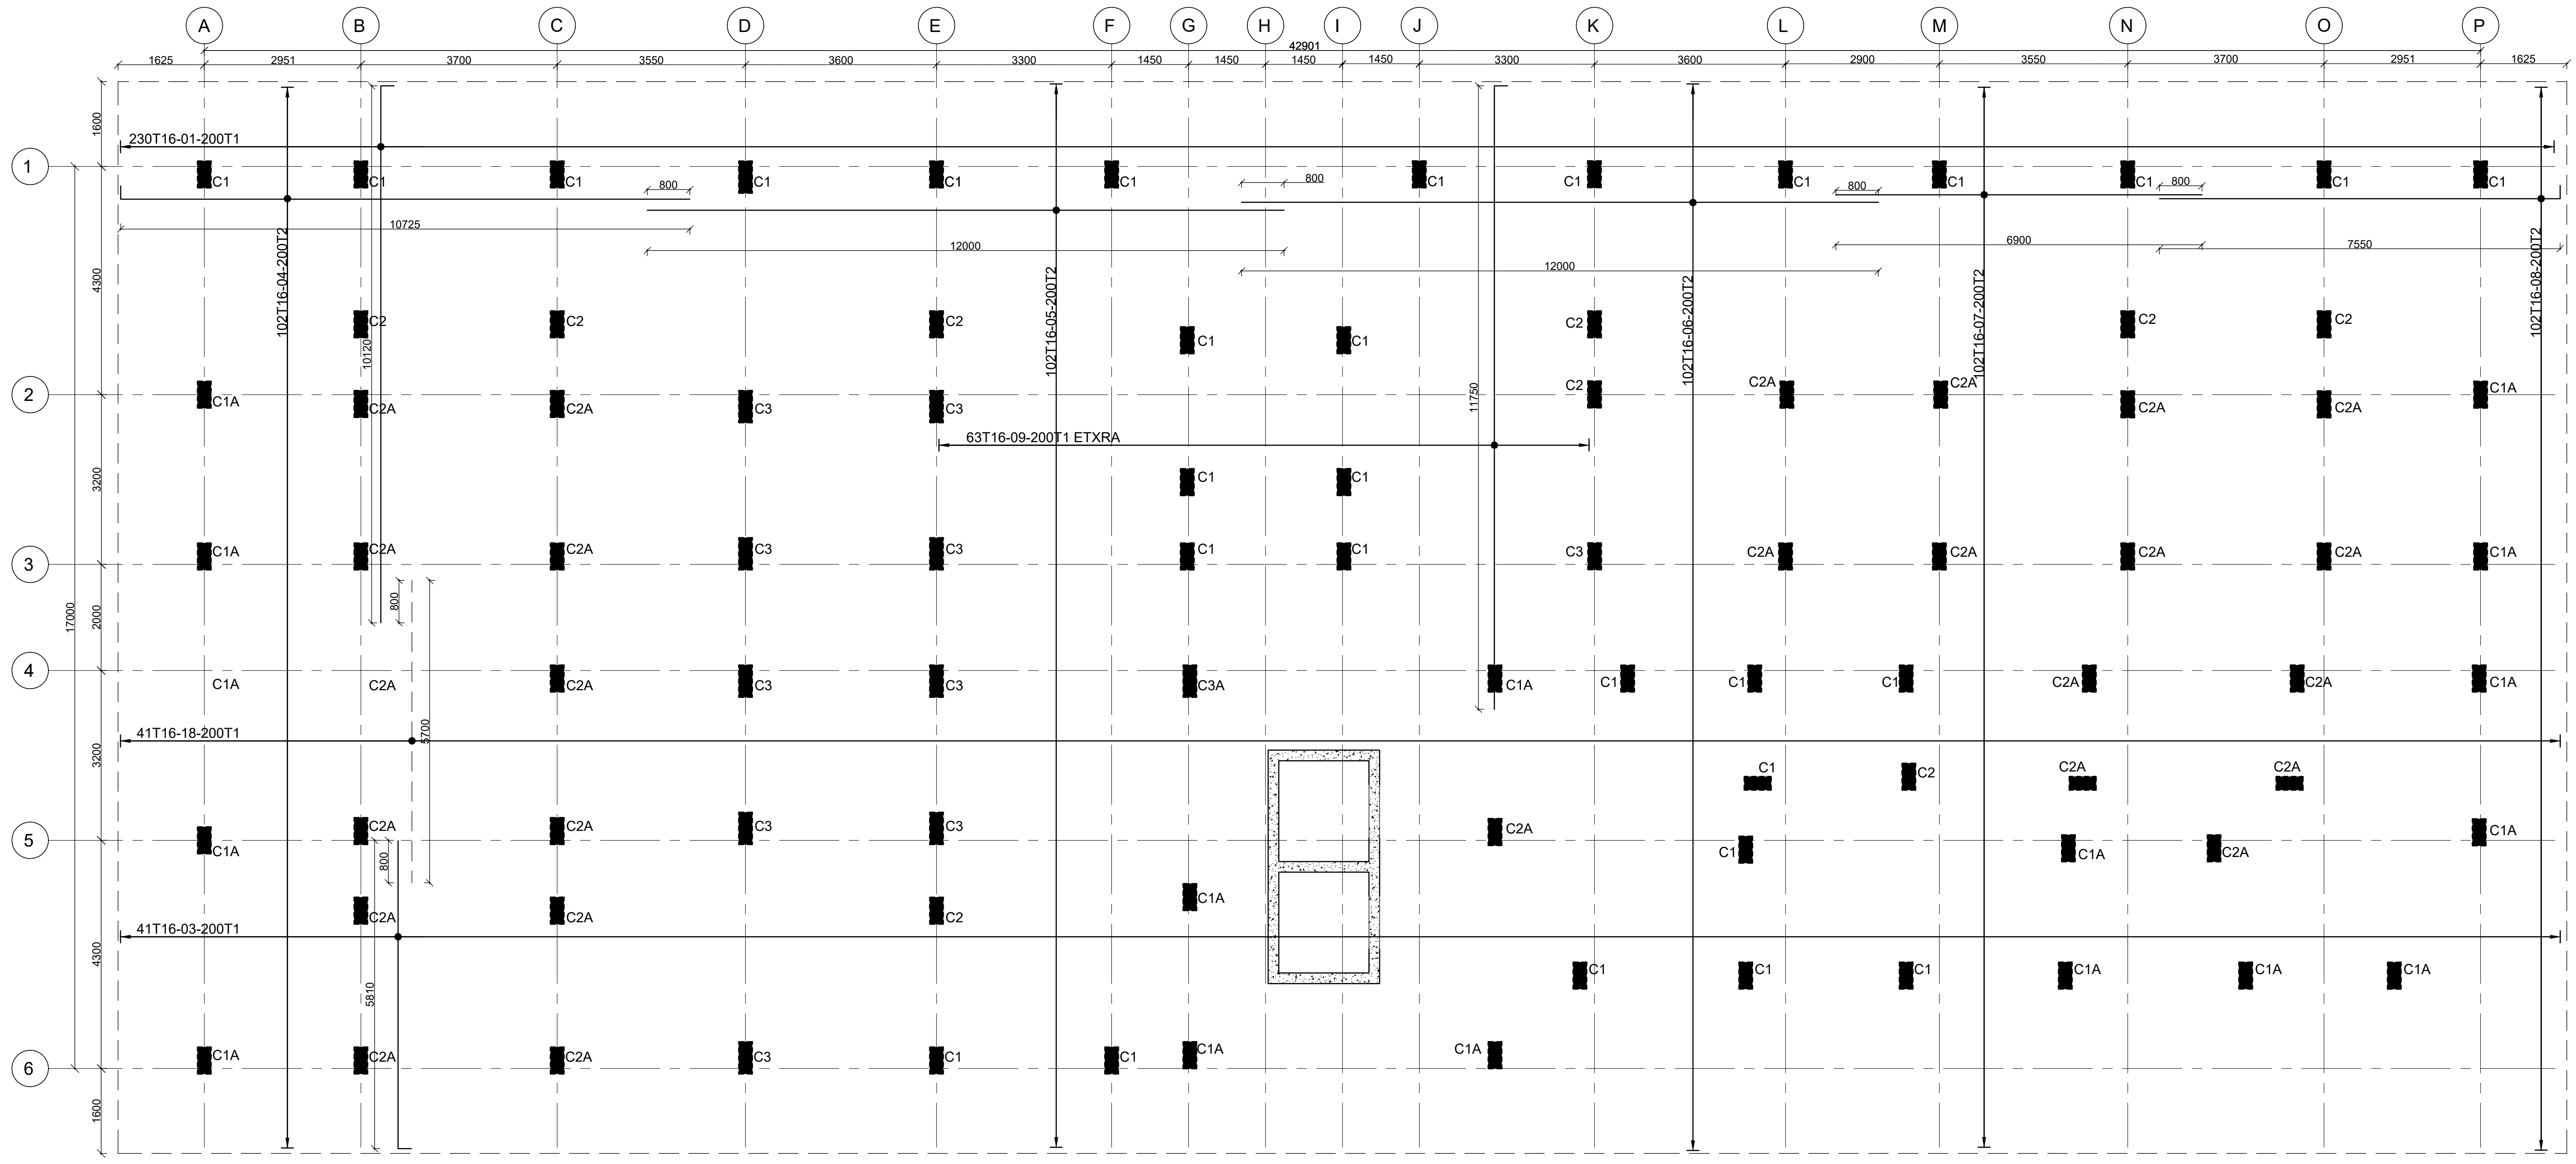 A B C D E F G H I J K L M N O P
42901
1625 2951 3700 3550 3600 3300 1450 1450 1450 1450 3300 3600 2900 3550 3700 2951 1625
1600
230T16-01-200T1
1
C1 C1 C1 C1 C1 C1 C1 C1 C1 C1 C1 C1 C1
800 800 800 800
10725
12000
12000
6900
7550
102T16-04-200T2
102T16-05-200T2
102T16-06-200T2
102T16-07-200T2
102T16-08-200T2
4300
10120
11750
C2 C2 C2 C2 C2 C2
C1 C1
2
C1A C2A C2A C3 C3 C2 C2A C2A C2A C2A C1A
63T16-09-200T1 ETXRA
3200
C1 C1
3
C1A C2A C2A C3 C3 C1 C1 C3 C2A C2A C2A C2A C1A
17000
2000
800
4
C1A C2A C2A C3 C3 C3A C1A C1 C1 C1 C2A C2A C1A
5700
41T16-18-200T1
3200
C1 C2 C2A C2A
5
C1A C2A C2A C3 C3 C2A C1 C1A C2A C1A
800
C2A C2A C2 C1A
41T16-03-200T1
4300
5810
C1 C1 C1 C1A C1A C1A
6
C1A C2A C2A C3 C1 C1 C1A C1A
1600